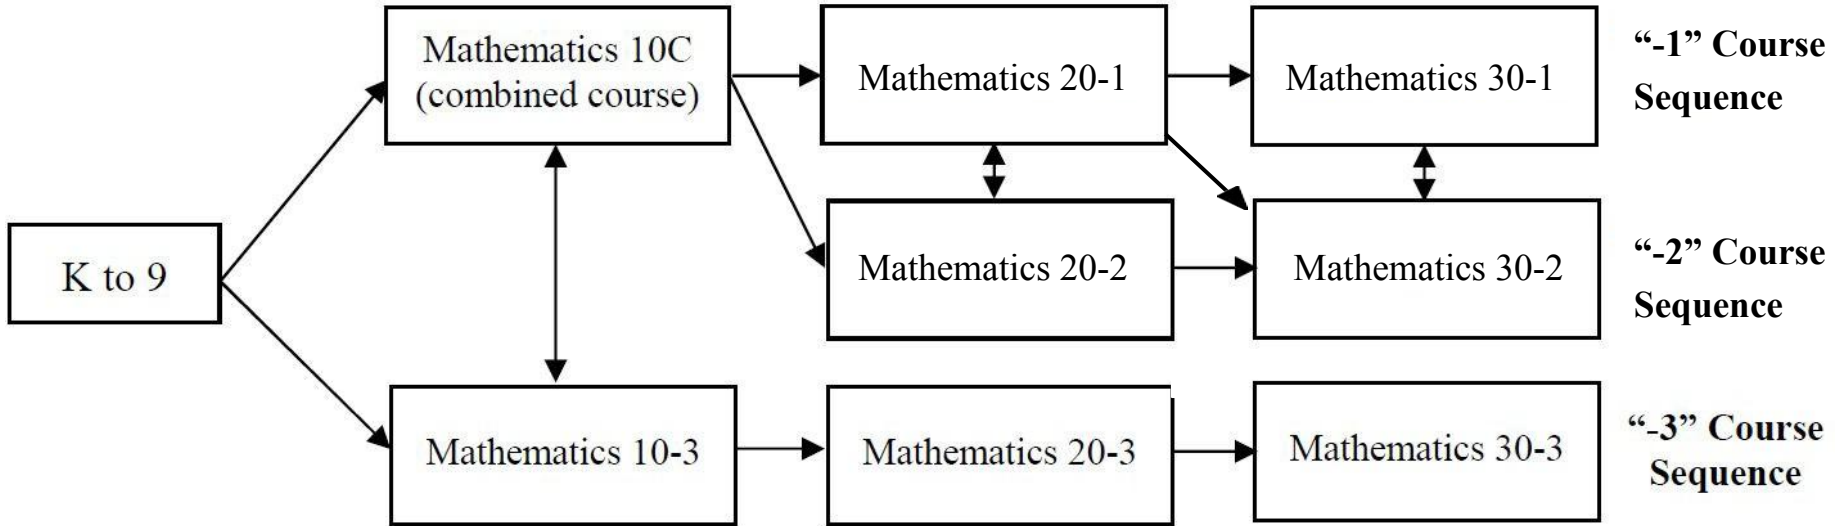 Mathematics 10C
(combined course)
Mathematics 20-1
Mathematics 30-1
“-1” Course
Sequence
K to 9
Mathematics 20-2
Mathematics 30-2
“-2” Course
Sequence
Mathematics 10-3
Mathematics 20-3
Mathematics 30-3
“-3” Course
Sequence